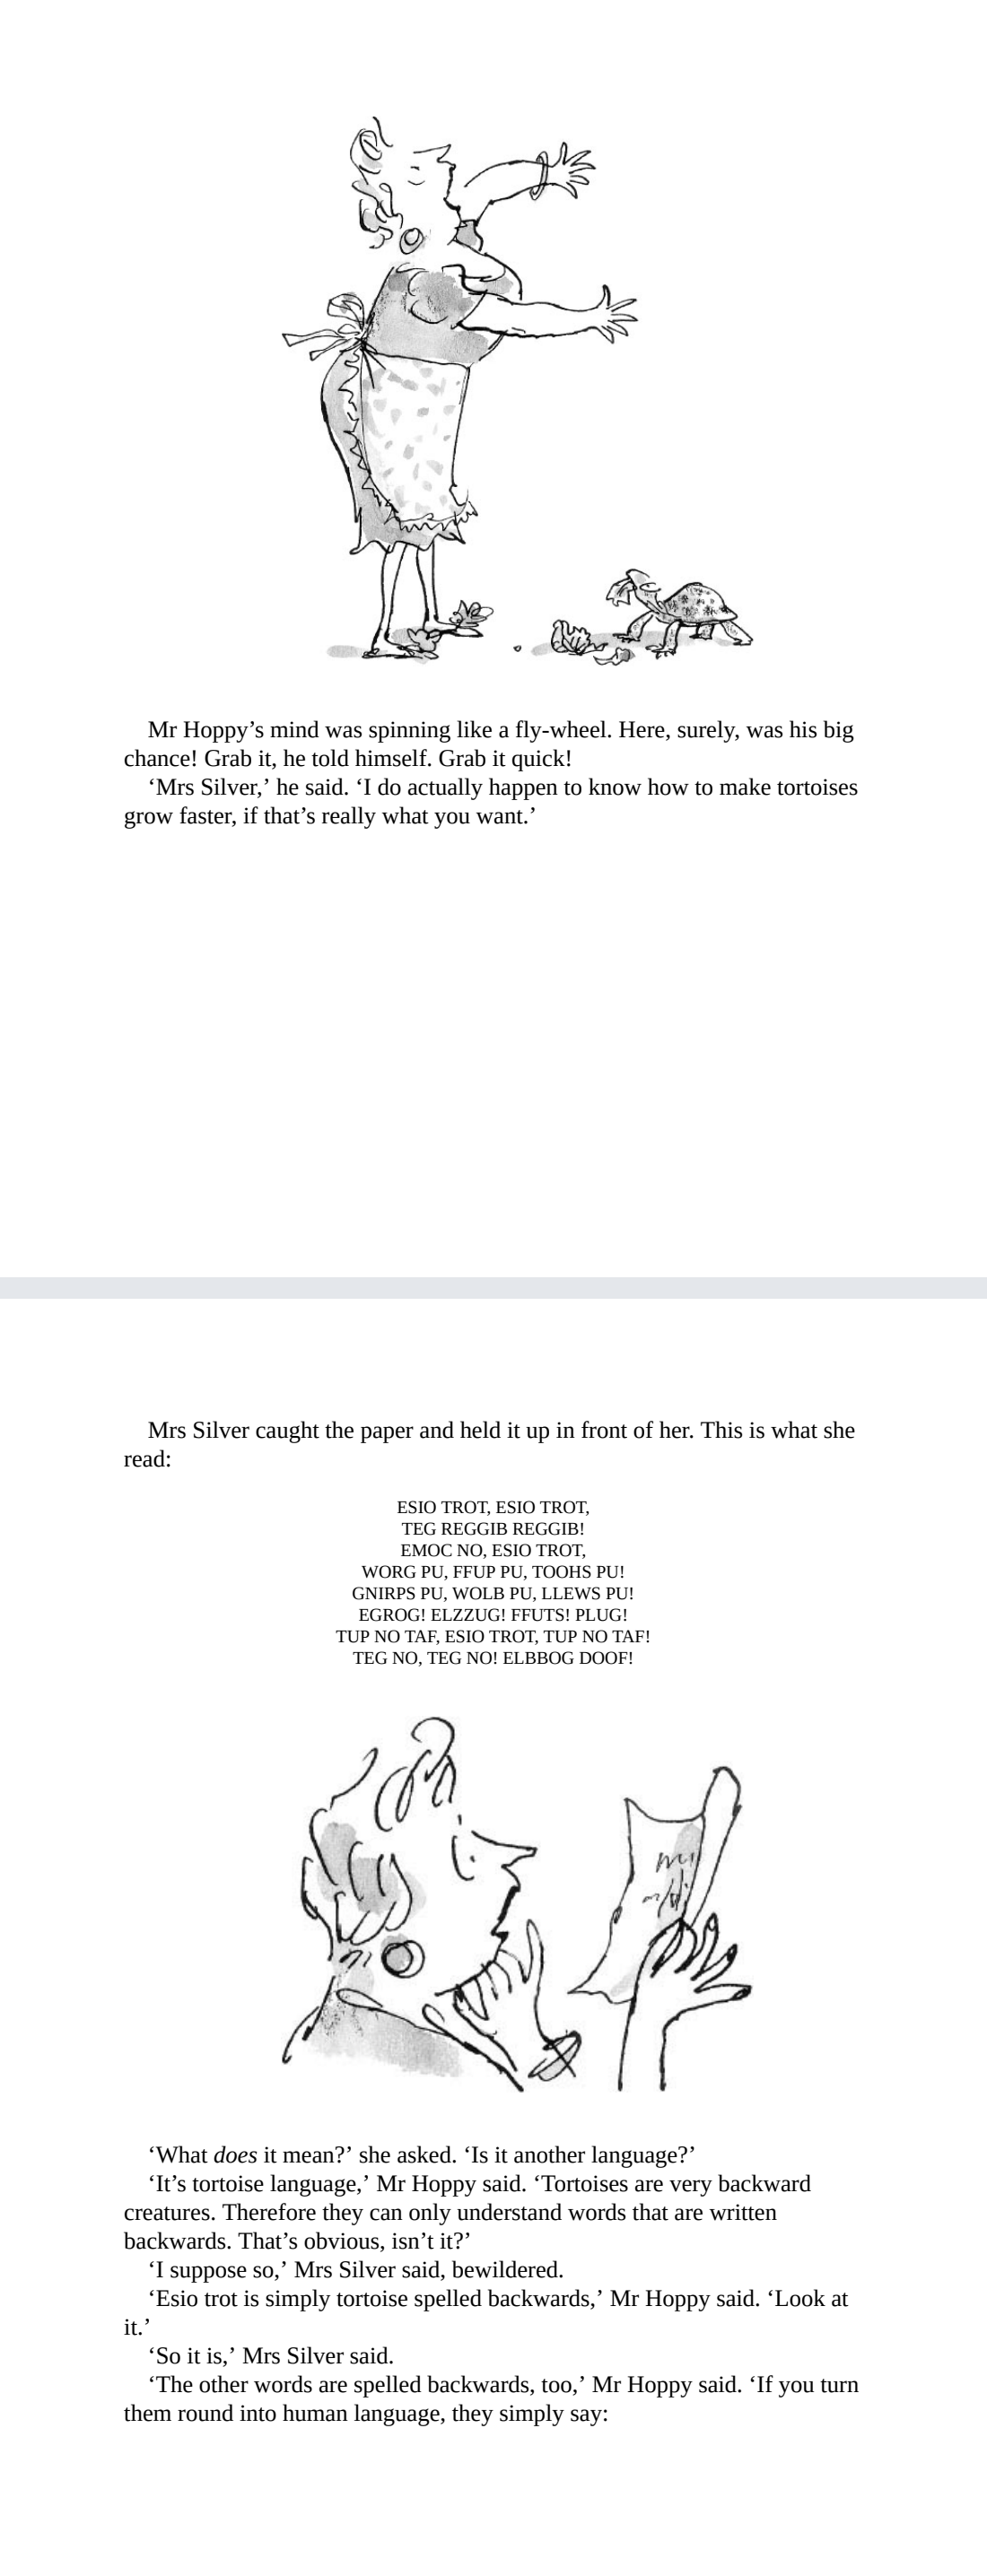 Mr Hoppy’s mind was spinning like a fly-wheel. Here, surely, was his big
chance! Grab it, he told himself. Grab it quick!
‘Mrs Silver,’ he said. ‘I do actually happen to know how to make tortoises
grow faster, if that’s really what you want.’
Mrs Silver caught the paper and held it up in front of her. This is what she
read:
ESIO TROT, ESIO TROT,
TEG REGGIB REGGIB!
EMOC NO, ESIO TROT,
WORG PU, FFUP PU, TOOHS PU!
GNIRPS PU, WOLB PU, LLEWS PU!
EGROG! ELZZUG! FFUTS! PLUG!
TUP NO TAF, ESIO TROT, TUP NO TAF!
TEG NO, TEG NO! ELBBOG DOOF!
‘What does it mean?’ she asked. ‘Is it another language?’
‘It’s tortoise language,’ Mr Hoppy said. ‘Tortoises are very backward
creatures. Therefore they can only understand words that are written
backwards. That’s obvious, isn’t it?’
‘I suppose so,’ Mrs Silver said, bewildered.
‘Esio trot is simply tortoise spelled backwards,’ Mr Hoppy said. ‘Look at
it.’
‘So it is,’ Mrs Silver said.
‘The other words are spelled backwards, too,’ Mr Hoppy said. ‘If you turn
them round into human language, they simply say: